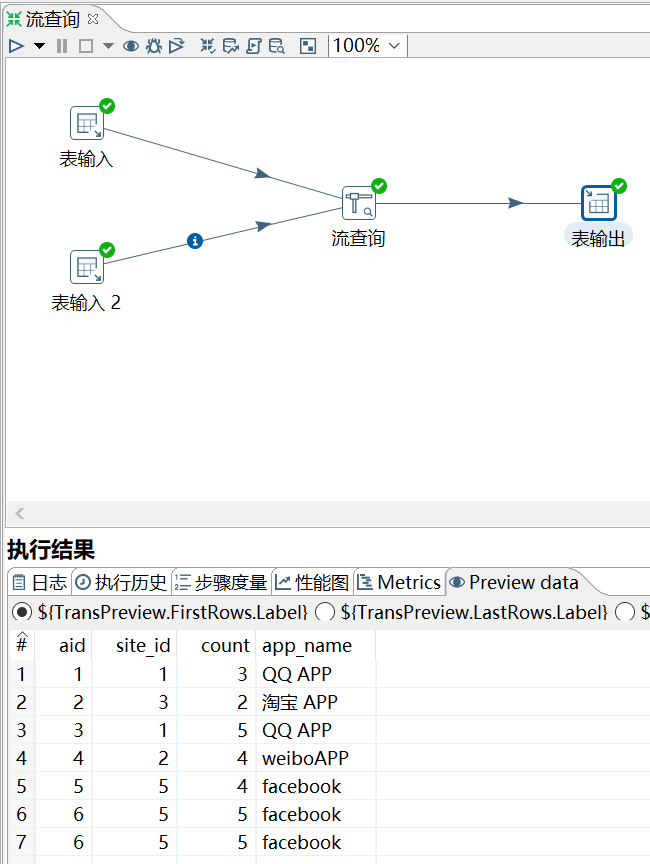 流查询
100%
表输入
流查询
表输出
表输入 2
执行结果
日志 执行历史 步骤度量 性能图 Metrics Preview data
${TransPreview.FirstRows.Label} ${TransPreview.LastRows.Label} $
# aid site_id count app_name
1 1 1 3 QQ APP
2 2 3 2 淘宝 APP
3 3 1 5 QQ APP
4 4 2 4 weiboAPP
5 5 5 4 facebook
6 6 5 5 facebook
7 6 5 5 facebook